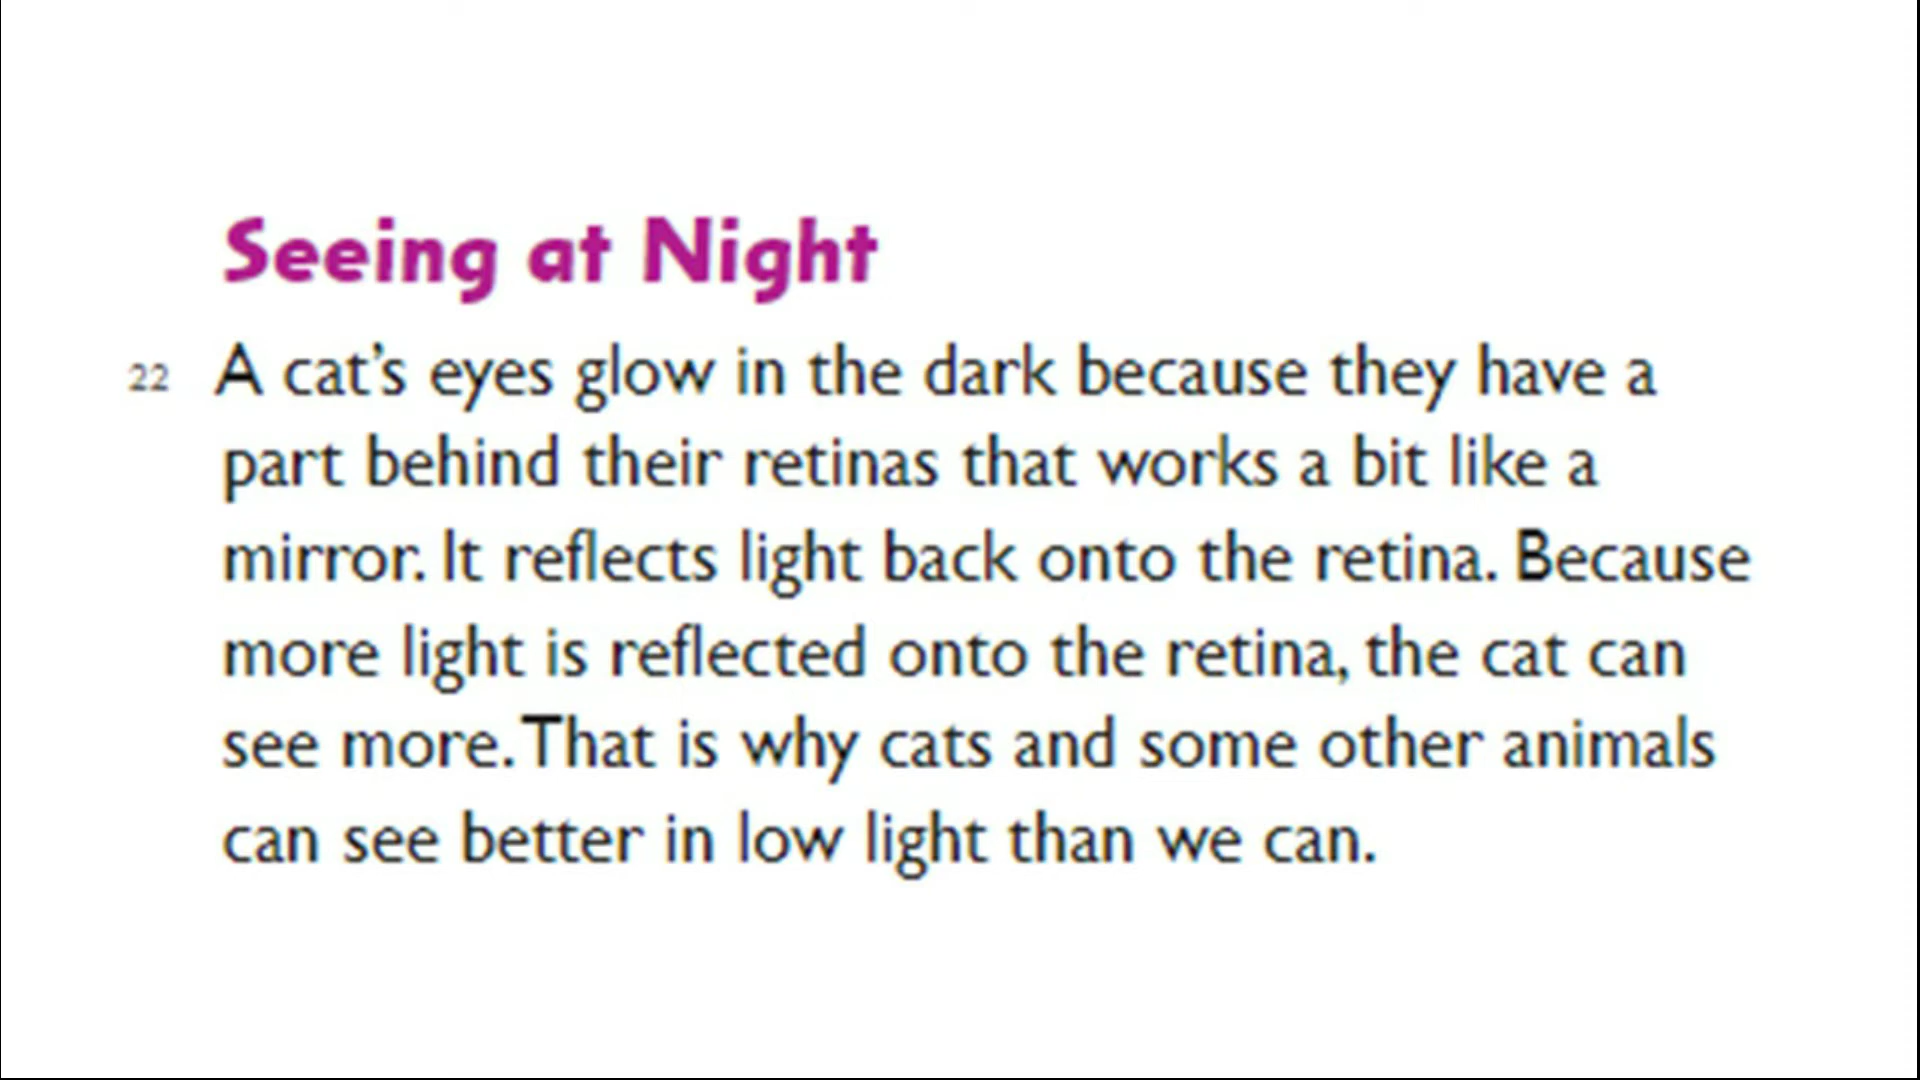 Seeing at Night
22 A cat’s eyes glow in the dark because they have a
part behind their retinas that works a bit like a
mirror. It reflects light back onto the retina. Because
more light is reflected onto the retina, the cat can
see more. That is why cats and some other animals
can see better in low light than we can.